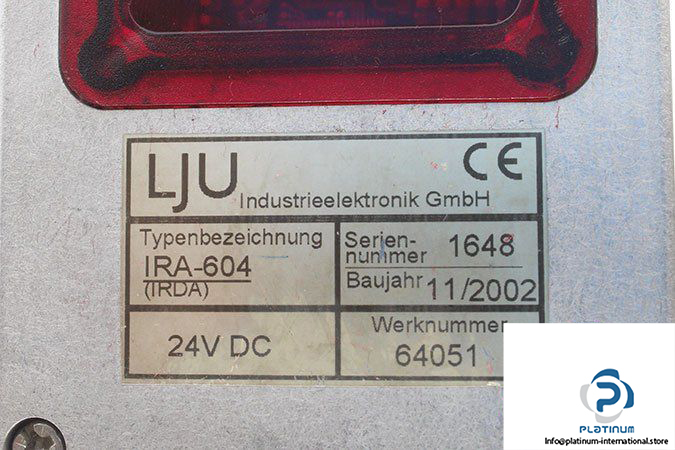 LJU Industrieelektronik GmbH CE
Typenbezeichnung
IRA-604
(IRDA)
Serien-
nummer 1648
Baujahr 11/2002
24V DC
Werknummer
64051
PLATINUM
Info@platinum-international.store